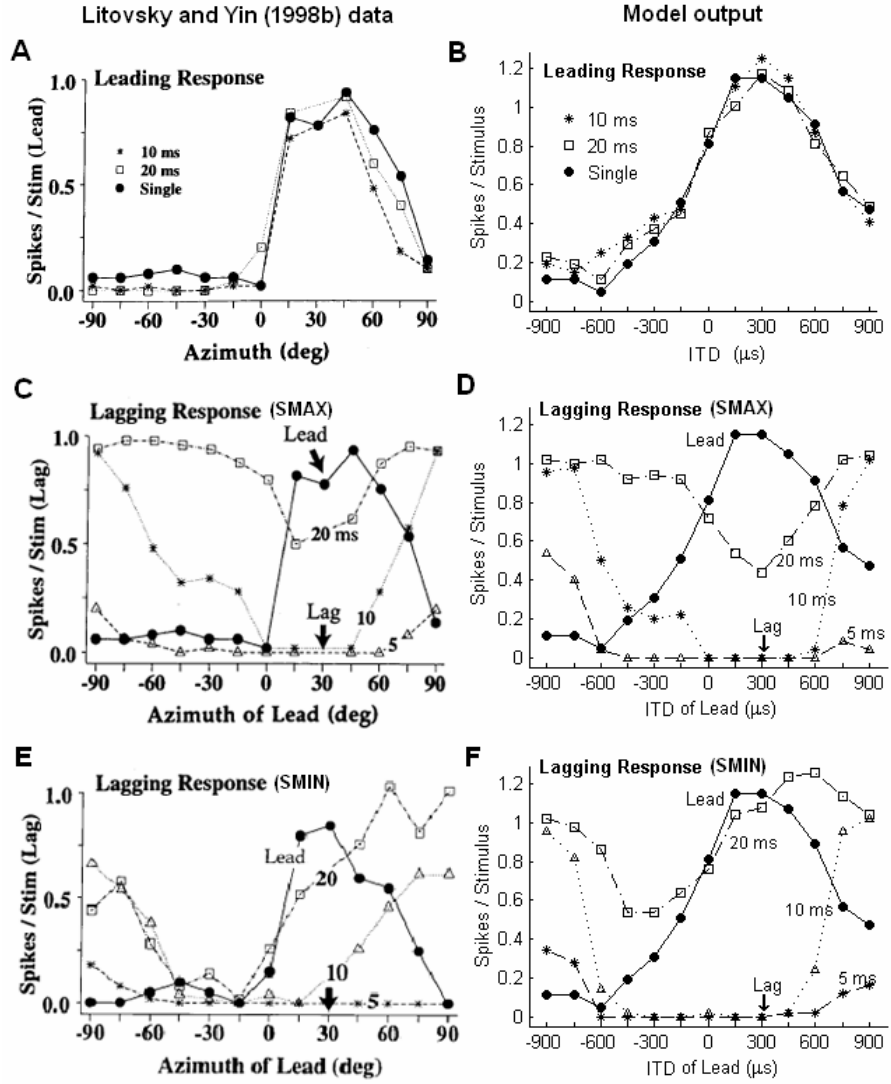 Litovsky and Yin (1998b) data
Model output
A
Leading Response
Spikes / Stim (Lead)
1.0
0.5
0.0
10 ms
20 ms
Single
-90 -60 -30 0 30 60 90
Azimuth (deg)
B
Leading Response
Spikes / Stimulus
1.2
1
0.8
0.6
0.4
0.2
0
10 ms
20 ms
Single
-900 -600 -300 0 300 600 900
ITD (μs)
C
Lagging Response (SMAX)
Spikes / Stim (Lag)
1.0
0.5
0.0
Lead
20 ms
Lag
10
5
-90 -60 -30 0 30 60 90
Azimuth of Lead (deg)
D
Lagging Response (SMAX)
Spikes / Stimulus
1.2
1
0.8
0.6
0.4
0.2
0
Lead
20 ms
10 ms
Lag
5 ms
-900 -600 -300 0 300 600 900
ITD of Lead (μs)
E
Lagging Response (SMIN)
Spikes / Stim (Lag)
1.0
0.5
0.0
Lead
20
10
5
-90 -60 -30 0 30 60 90
Azimuth of Lead (deg)
F
Lagging Response (SMIN)
Spikes / Stimulus
1.2
1
0.8
0.6
0.4
0.2
0
Lead
20 ms
10 ms
Lag
5 ms
-900 -600 -300 0 300 600 900
ITD of Lead (μs)